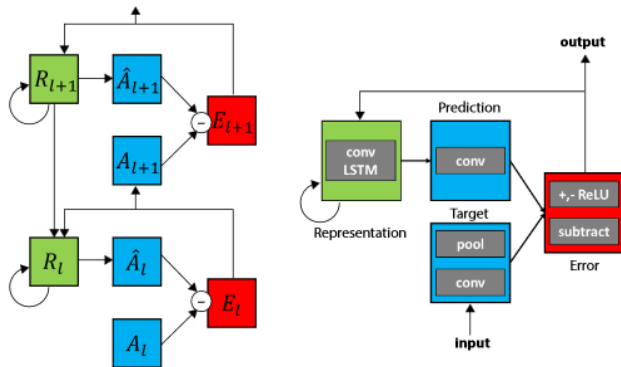 R_{l+1}
Â_{l+1}
−
E_{l+1}
A_{l+1}
R_l
Â_l
−
E_l
A_l
output
Prediction
conv
LSTM
conv
+,- ReLU
Target
subtract
Representation
pool
Error
conv
input